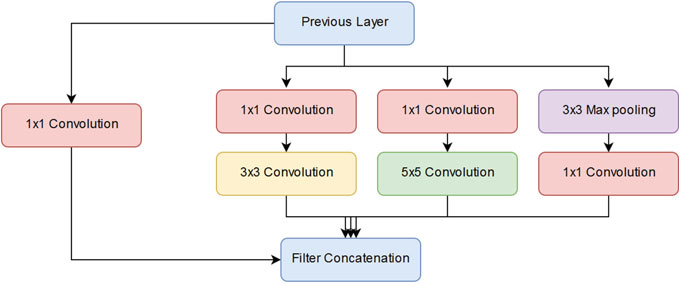 Previous Layer
1x1 Convolution
1x1 Convolution
1x1 Convolution
3x3 Max pooling
3x3 Convolution
5x5 Convolution
1x1 Convolution
Filter Concatenation